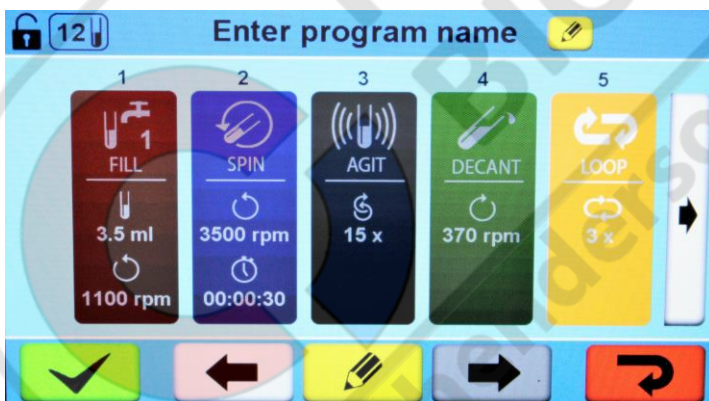 12 Enter program name
1 2 3 4 5
1
FILL SPIN AGIT DECANT LOOP
3.5 ml 3500 rpm 15 x 370 rpm 3 x
1100 rpm 00:00:30